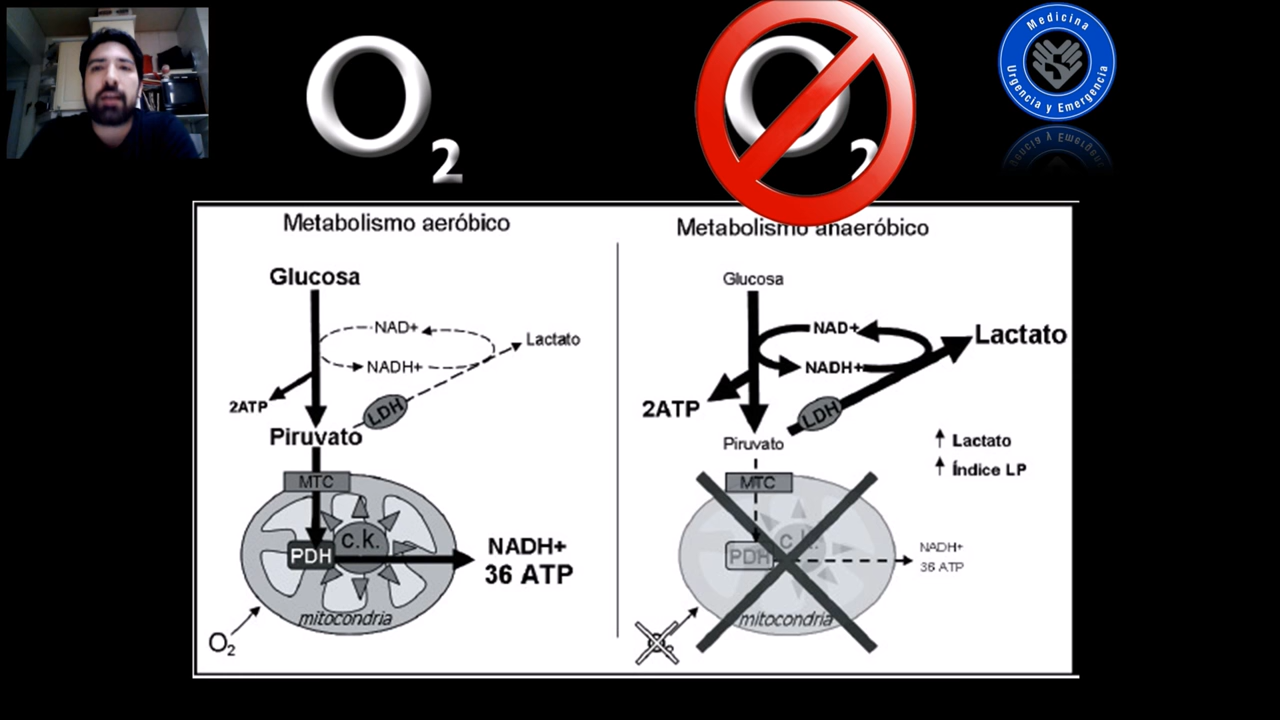 O2
O2
Medicina
Urgencia y Emergencia
Metabolismo aeróbico
Glucosa
NAD+
NADH+
Lactato
2ATP
LDH
Piruvato
MTC
PDH
c.k.
NADH+
36 ATP
mitocondria
O2
Metabolismo anaeróbico
Glucosa
NAD+
NADH+
Lactato
2ATP
LDH
Piruvato
↑ Lactato
↑ Índice LP
MTC
PDH
c.k.
NADH+
36 ATP
mitocondria